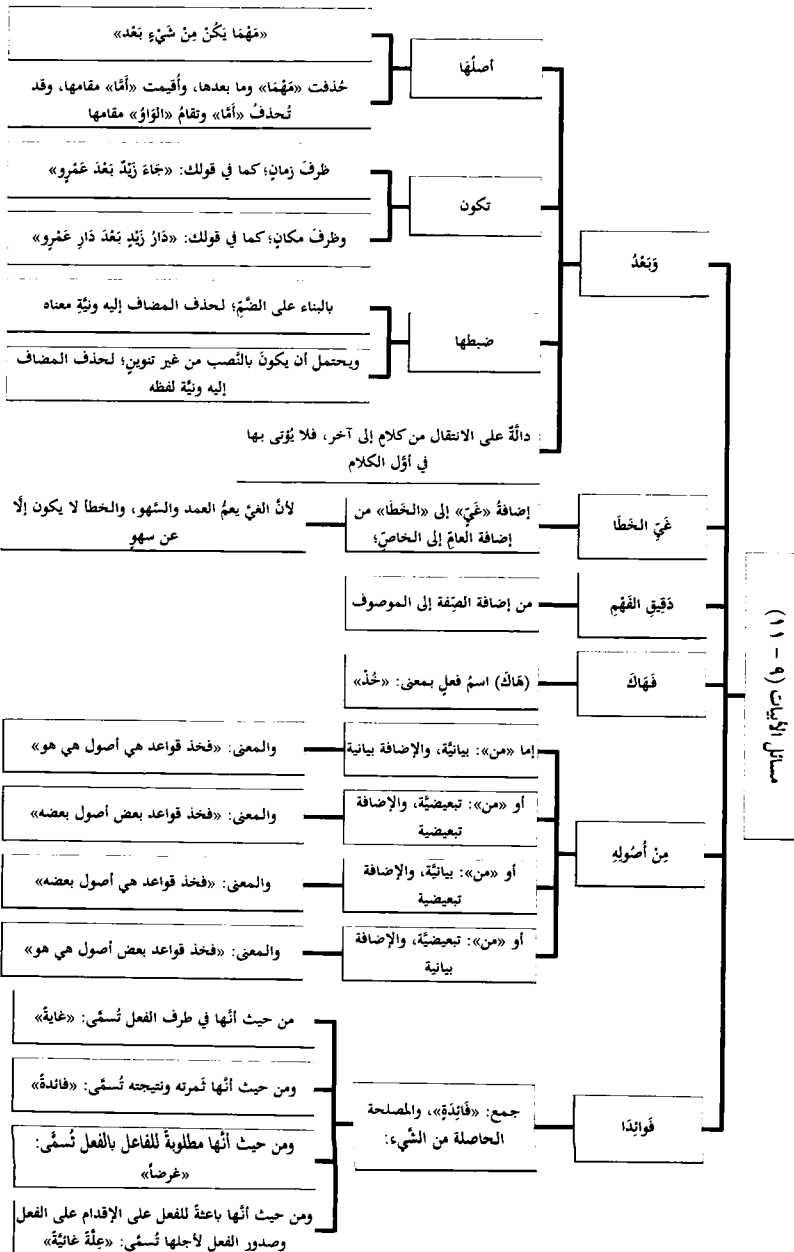 مسائل الأبيات (٩ – ١١)
وَبَعْدُ
أصلُهَا
«مَهْمَا يَكُنْ مِنْ شَيْءٍ بَعْد»
حُذفت «مَهْمَا» وما بعدها، وأُقيمت «أَمَّا» مقامها، وقد
تُحذفُ «أَمَّا» وتقامُ «الوَاوُ» مقامها
تكون
ظرفَ زمانٍ؛ كما في قولك: «جَاءَ زَيْدٌ بَعْدَ عَمْرٍو»
وظرفَ مكانٍ؛ كما في قولك: «دَارُ زَيْدٍ بَعْدَ دَارِ عَمْرٍو»
ضبطها
بالبناء على الضَّمِّ؛ لحذف المضاف إليه ونيَّةِ معناه
ويحتمل أن يكونَ بالنَّصب من غير تنوينٍ؛ لحذف المضاف
إليه ونيَّة لفظه
دالَّةٌ على الانتقال من كلامٍ إلى آخر، فلا يُؤتى بها
في أوَّل الكلام
غَيِّ الخَطَا
إضافةُ «غَيّ» إلى «الخَطَا» من
إضافة العامِّ إلى الخاصِّ؛
لأنَّ الغيَّ يعمُّ العمد والسَّهو، والخطأ لا يكون إلَّا
عن سهوٍ
دَقِيقِ الفَهْمِ
من إضافة الصِّفة إلى الموصوف
فَهَاكَ
(هَاكَ) اسمُ فعلٍ بمعنى: «خُذْ»
مِنْ أُصُولِهِ
إما «من»: بيانيَّة، والإضافة بيانية
والمعنى: «فخذ قواعد هي أصول هي هو»
أو «من»: تبعيضيَّة، والإضافة
تبعيضية
والمعنى: «فخذ قواعد بعض أصول بعضه»
أو «من»: بيانيَّة، والإضافة
تبعيضية
والمعنى: «فخذ قواعد هي أصول بعضه»
أو «من»: تبعيضيَّة، والإضافة
بيانية
والمعنى: «فخذ قواعد بعض أصول هي هو»
فَوائِدَا
جمع: «فَائِدَةٍ»، والمصلحة
الحاصلة من الشَّيء:
من حيث أنَّها في طرف الفعل تُسمَّى: «غايةً»
ومن حيث أنَّها ثَمرته ونتيجته تُسمَّى: «فائدةً»
ومن حيث أنَّها مطلوبةً للفاعل بالفعل تُسمَّى:
«غرضاً»
ومن حيث أنَّها باعثةً للفعل على الإقدام على الفعل
وصدور الفعل لأجلها تُسمَّى: «عِلَّةً غائيَّةً»